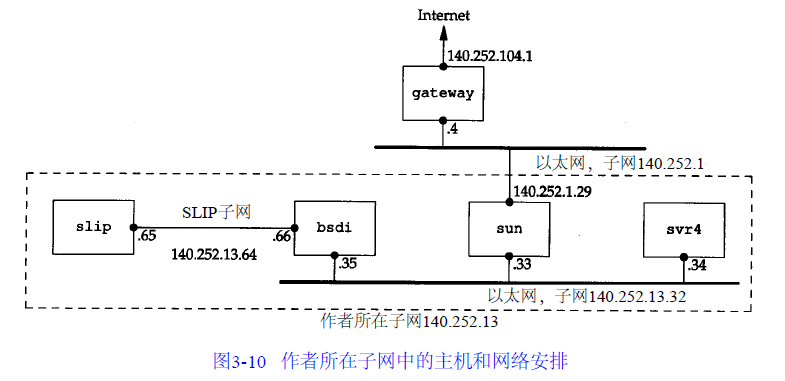 Internet
140.252.104.1
gateway
.4
以太网，子网140.252.1
140.252.1.29
slip
SLIP子网
bsdi
sun
svr4
.65
.66
140.252.13.64
.35
.33
.34
以太网，子网140.252.13.32
作者所在子网140.252.13
图3-10 作者所在子网中的主机和网络安排